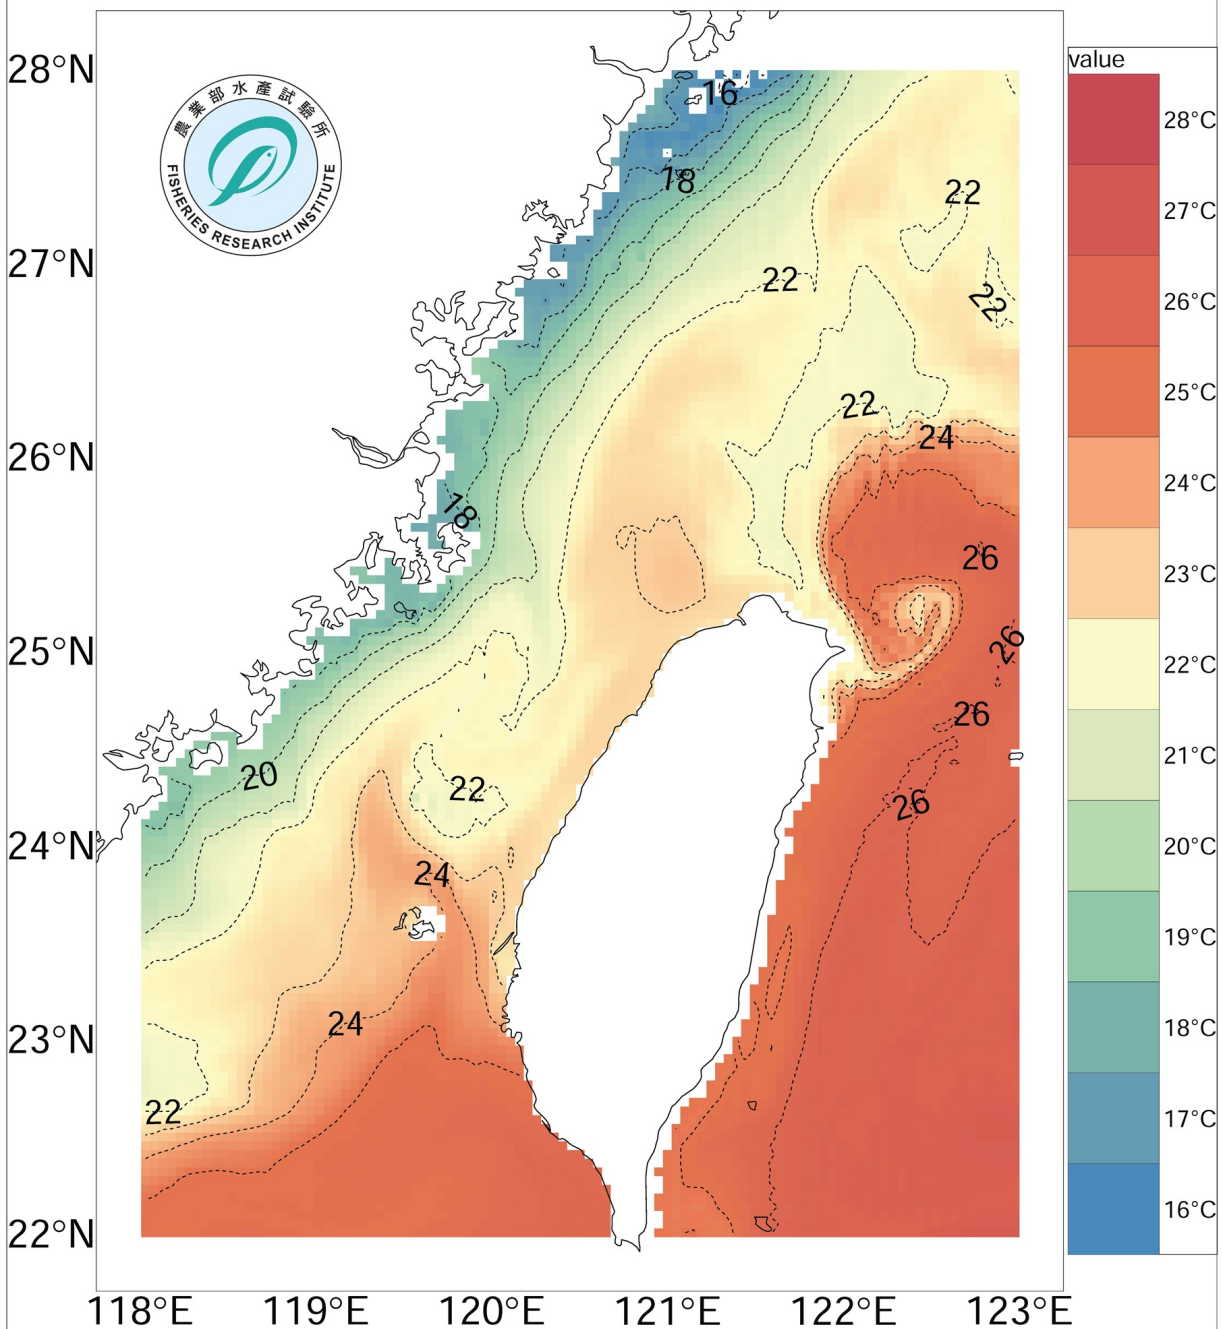 農業部水產試驗所
FISHERIES RESEARCH INSTITUTE
28°N
27°N
26°N
25°N
24°N
23°N
22°N
118°E 119°E 120°E 121°E 122°E 123°E
16
18
22
22
22
22
24
18
26
26
26
20
22
26
24
24
22
value
28°C
27°C
26°C
25°C
24°C
23°C
22°C
21°C
20°C
19°C
18°C
17°C
16°C